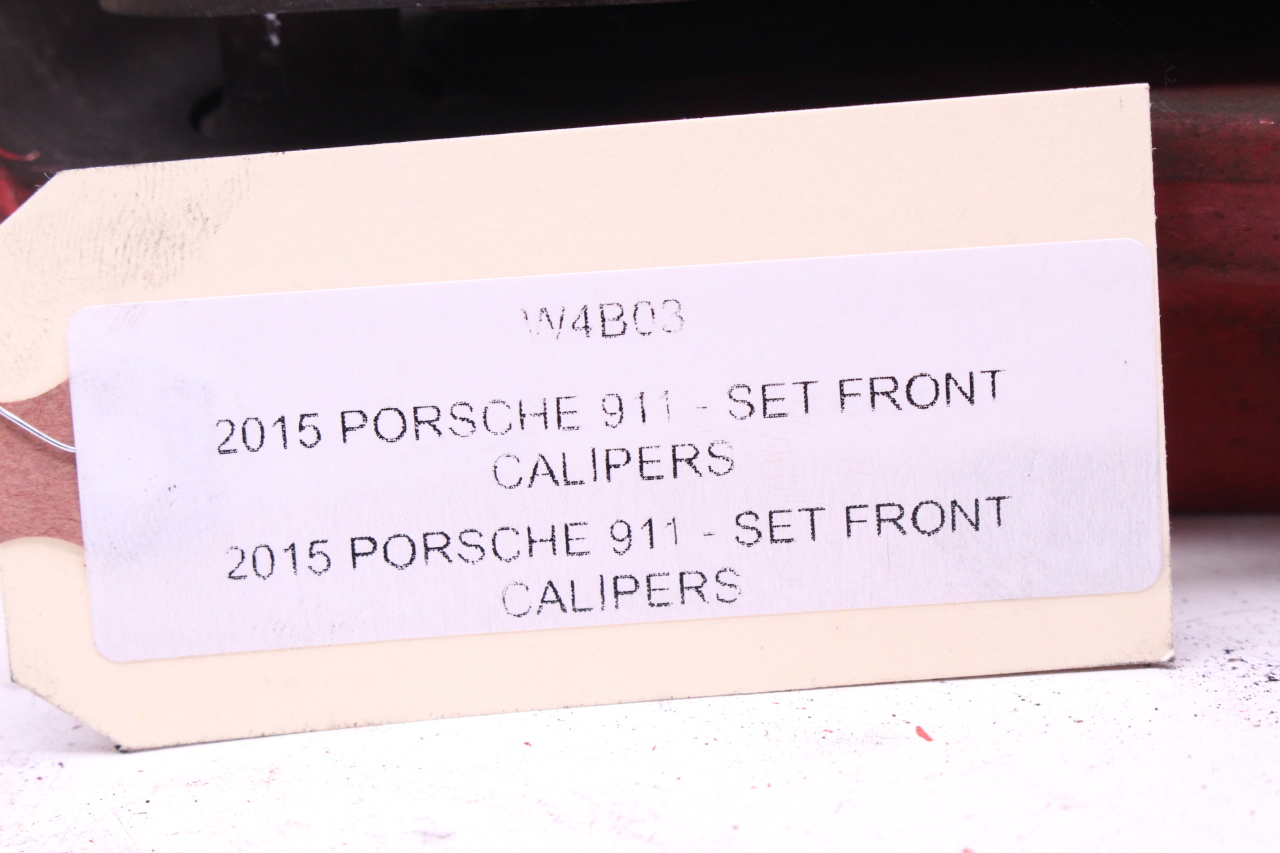 W4B03
2015 PORSCHE 911 - SET FRONT
CALIPERS
2015 PORSCHE 911 - SET FRONT
CALIPERS